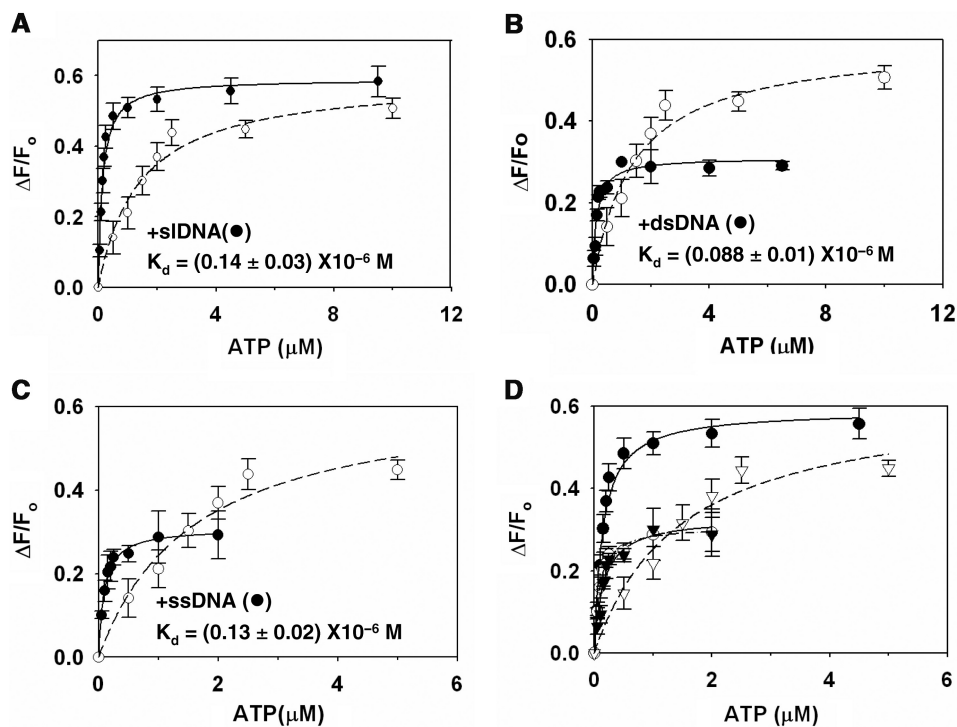 A
ΔF/Fₒ
0.6
0.4
0.2
0.0
+slDNA(●)
K_d = (0.14 ± 0.03) X10⁻⁶ M
0 4 8 12
ATP (μM)
B
ΔF/Fo
0.6
0.4
0.2
0.0
+dsDNA(●)
K_d = (0.088 ± 0.01) X10⁻⁶ M
0 4 8 12
ATP (μM)
C
ΔF/Fₒ
0.6
0.4
0.2
0.0
+ssDNA (●)
K_d = (0.13 ± 0.02) X10⁻⁶ M
0 2 4 6
ATP(μM)
D
ΔF/Fₒ
0.6
0.4
0.2
0.0
0 2 4 6
ATP (μM)